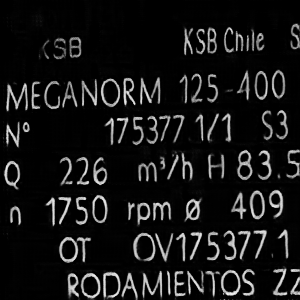 KSB KSB Chile S
MEGANORM 125-400
N° 175377.1/1 S3
Q 226 m³/h H 83.5
n 1750 rpm ø 409
OT OV175377.1
RODAMIENTOS ZZ